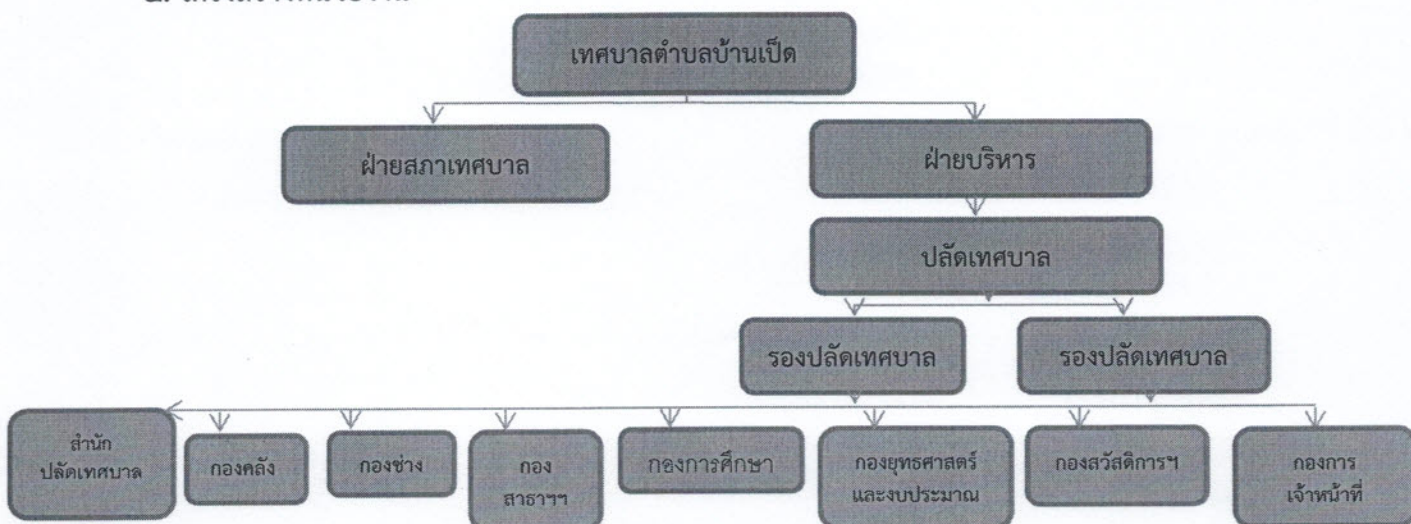 เทศบาลตำบลบ้านเป็ด
ฝ่ายสภาเทศบาล
ฝ่ายบริหาร
ปลัดเทศบาล
รองปลัดเทศบาล
รองปลัดเทศบาล
สำนัก
ปลัดเทศบาล
กองคลัง
กองช่าง
กอง
สาธาฯฯ
กองการศึกษา
กองยุทธศาสตร์
และงบประมาณ
กองสวัสดิการฯ
กองการ
เจ้าหน้าที่